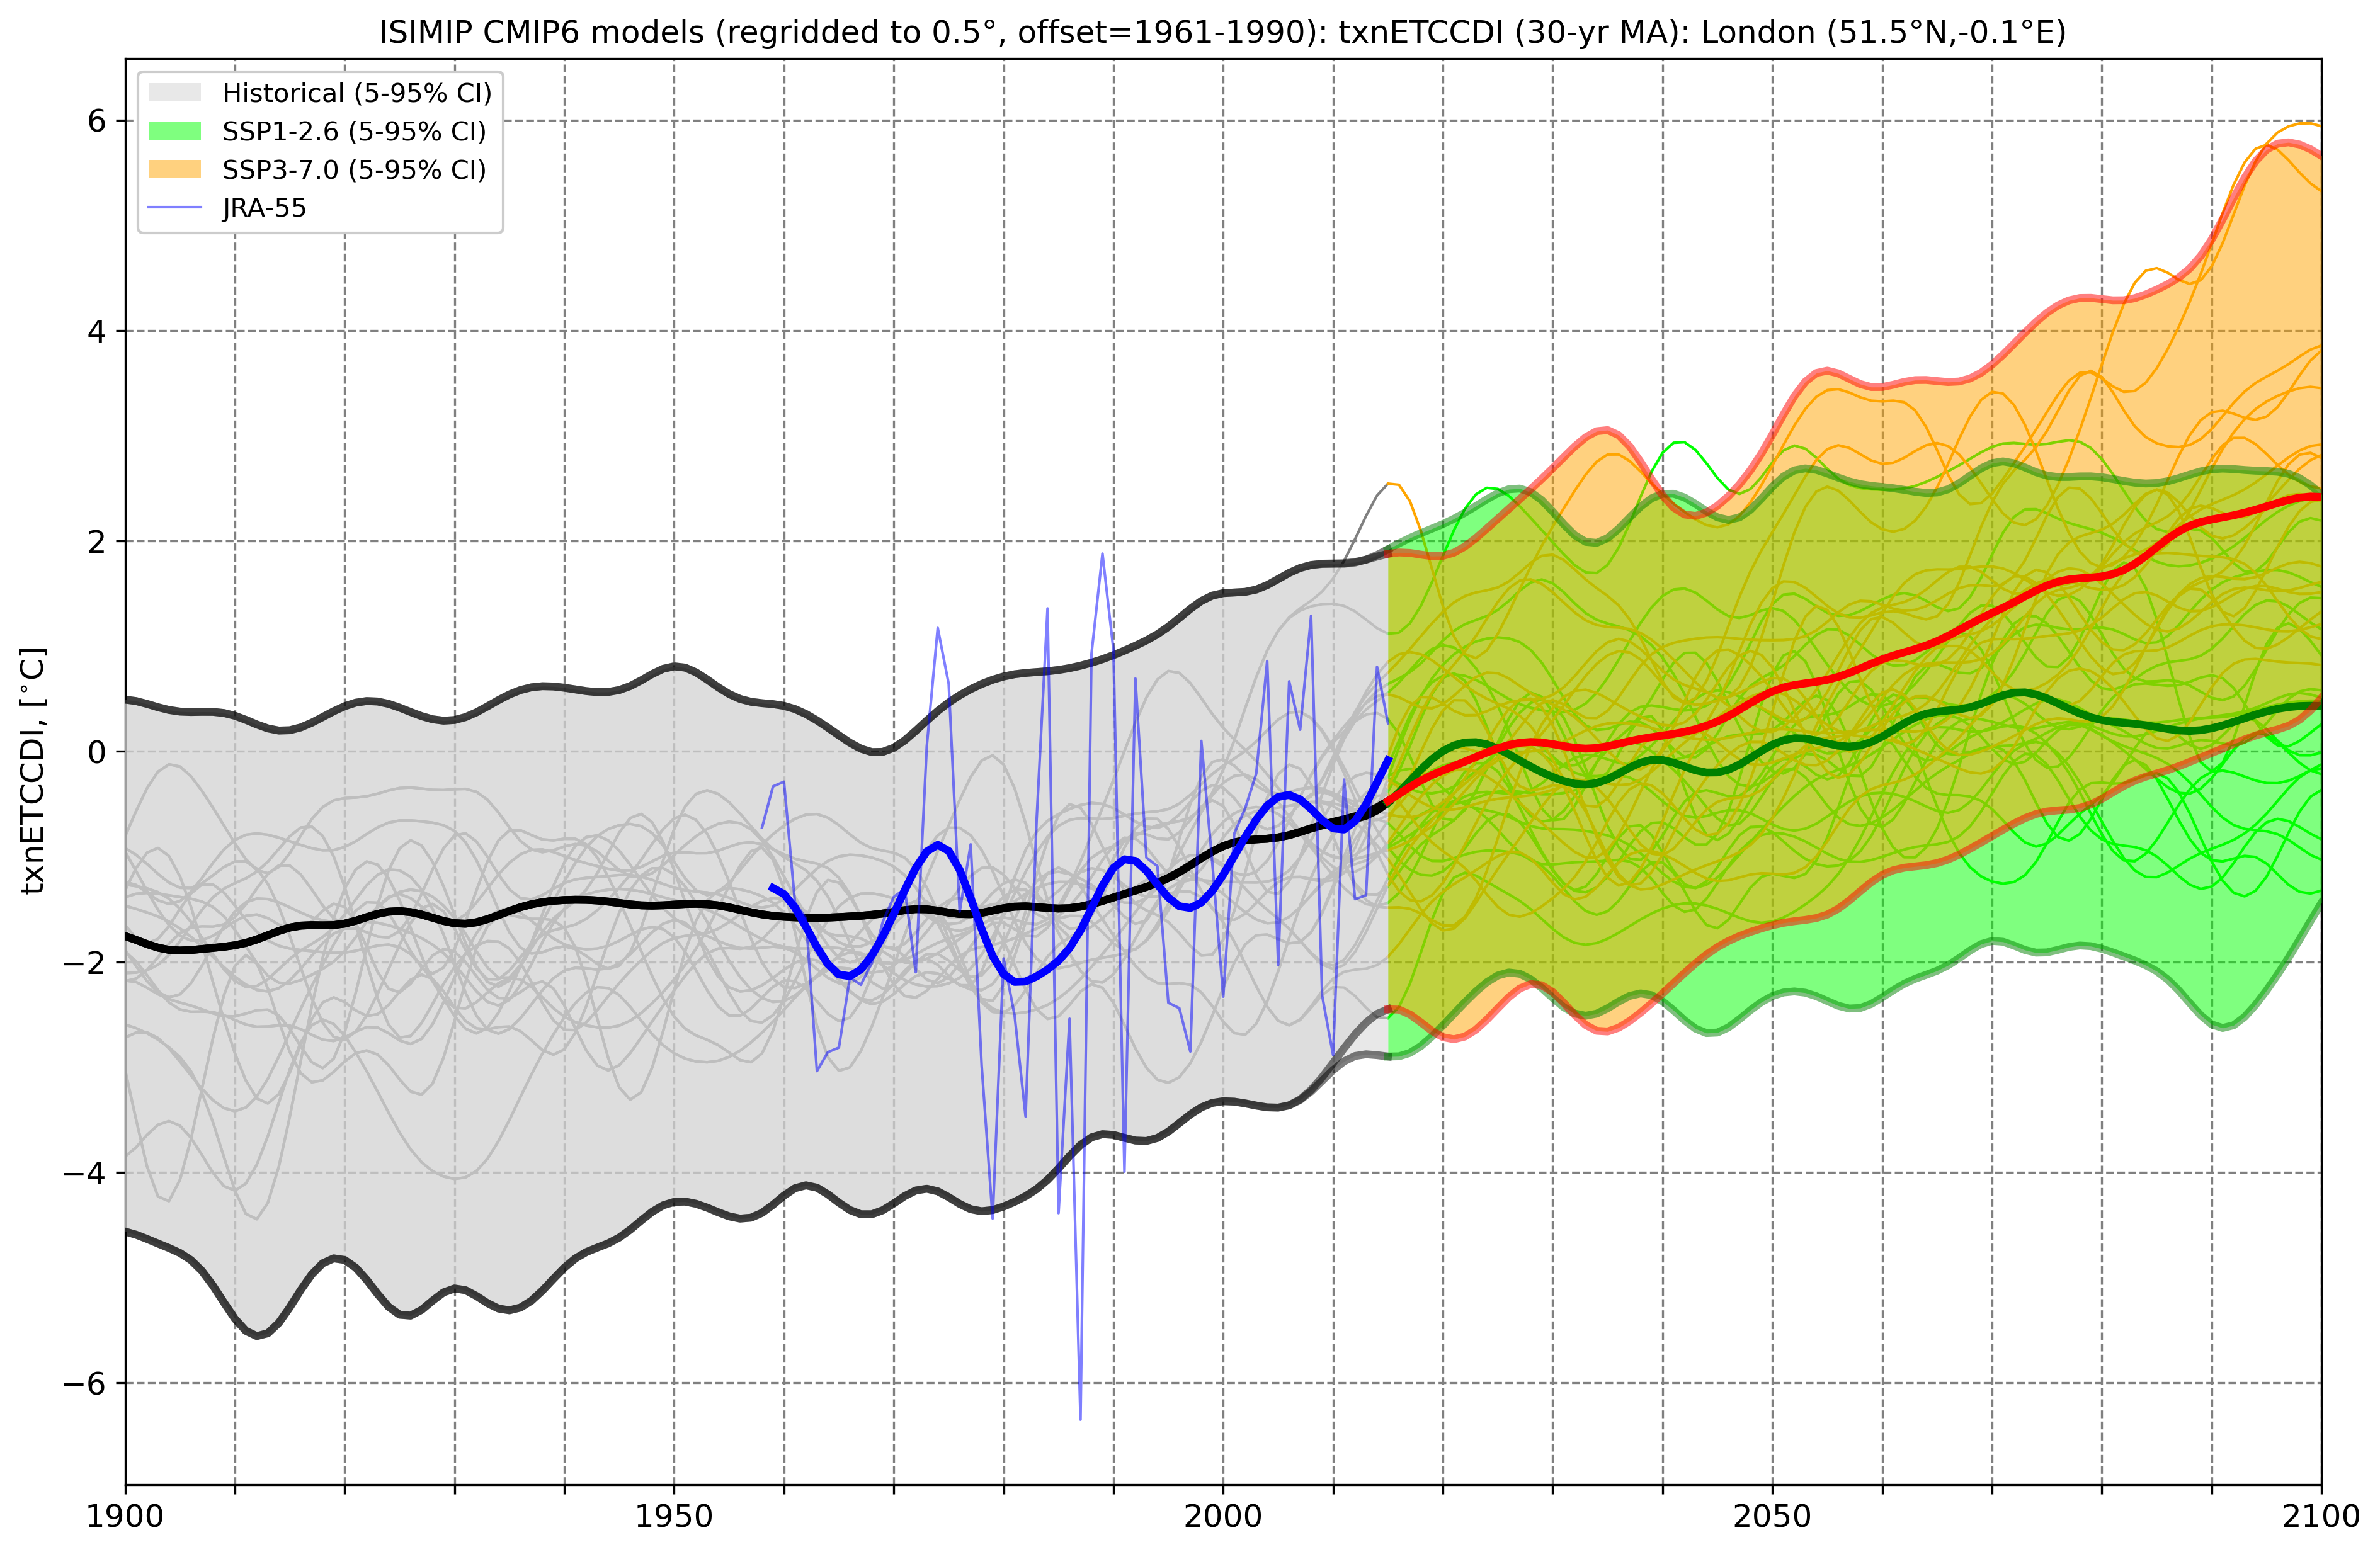 ISIMIP CMIP6 models (regridded to 0.5°, offset=1961-1990): txnETCCDI (30-yr MA): London (51.5°N,-0.1°E)
Historical (5-95% CI)
SSP1-2.6 (5-95% CI)
SSP3-7.0 (5-95% CI)
JRA-55
txnETCCDI, [°C]
6
4
2
0
−2
−4
−6
1900
1950
2000
2050
2100